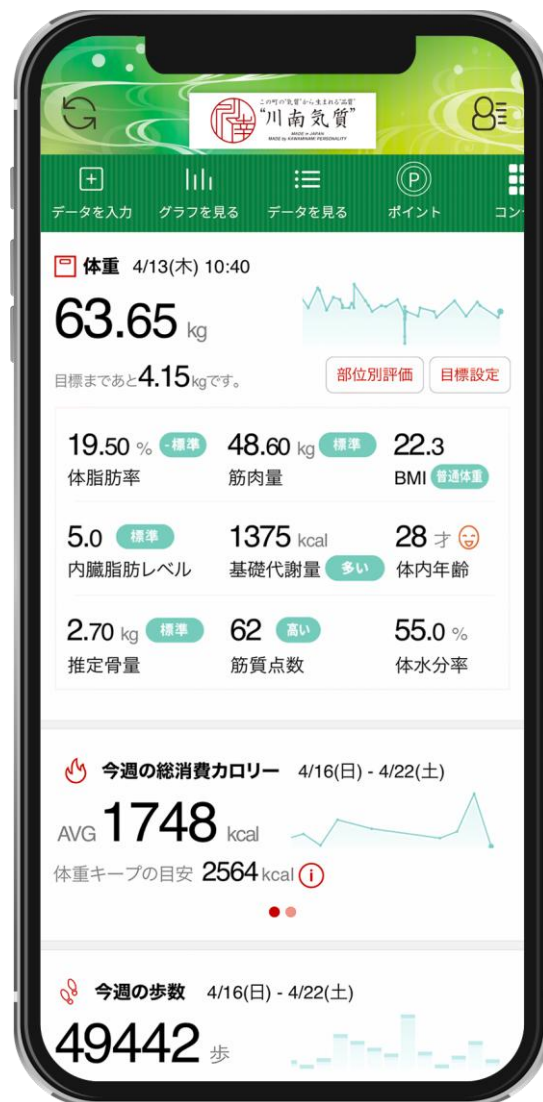 この町の“気質”から生まれる“品質”
“川南気質”
MADE in JAPAN
MADE by KAWAMINAMI PERSONALITY
データを入力 グラフを見る データを見る ポイント コン
体重 4/13(木) 10:40
63.65 kg
目標まであと4.15kgです。
部位別評価 目標設定
19.50 % -標準 48.60 kg 標準 22.3
体脂肪率 筋肉量 BMI 普通体重
5.0 標準 1375 kcal 28 才
内臓脂肪レベル 基礎代謝量 多い 体内年齢
2.70 kg 標準 62 高い 55.0 %
推定骨量 筋質点数 体水分率
今週の総消費カロリー 4/16(日) - 4/22(土)
AVG 1748 kcal
体重キープの目安 2564 kcal i
今週の歩数 4/16(日) - 4/22(土)
49442 歩